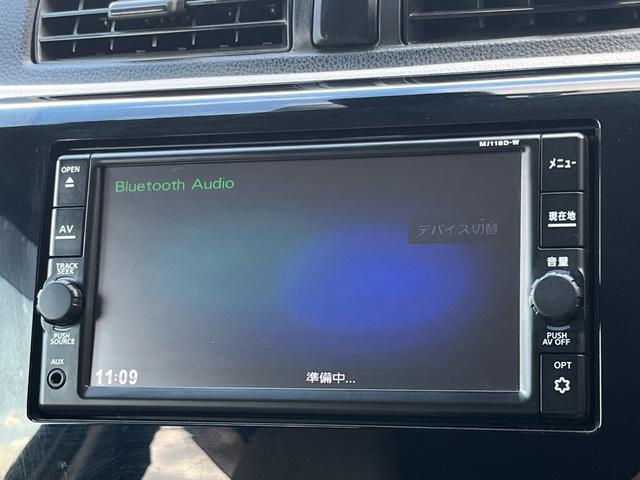 MJ118D-W
OPEN
AV
TRACK
SEEK
PUSH
SOURCE
AUX
Bluetooth Audio
デバイス切替
11:09
準備中...
メニュー
現在地
音量
PUSH
AV OFF
OPT